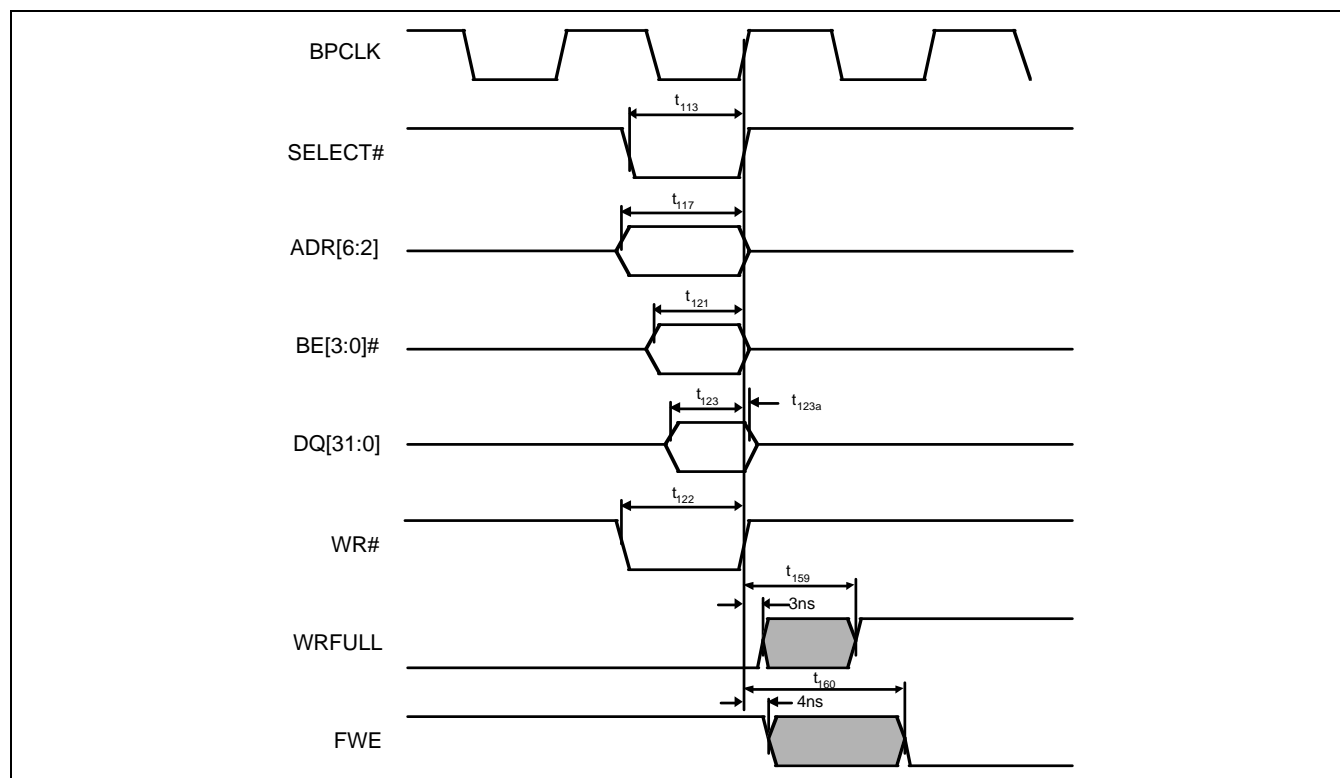 BPCLK
t113
SELECT#
t117
ADR[6:2]
t121
BE[3:0]#
t123
t123a
DQ[31:0]
t122
WR#
t159
3ns
WRFULL
t160
4ns
FWE